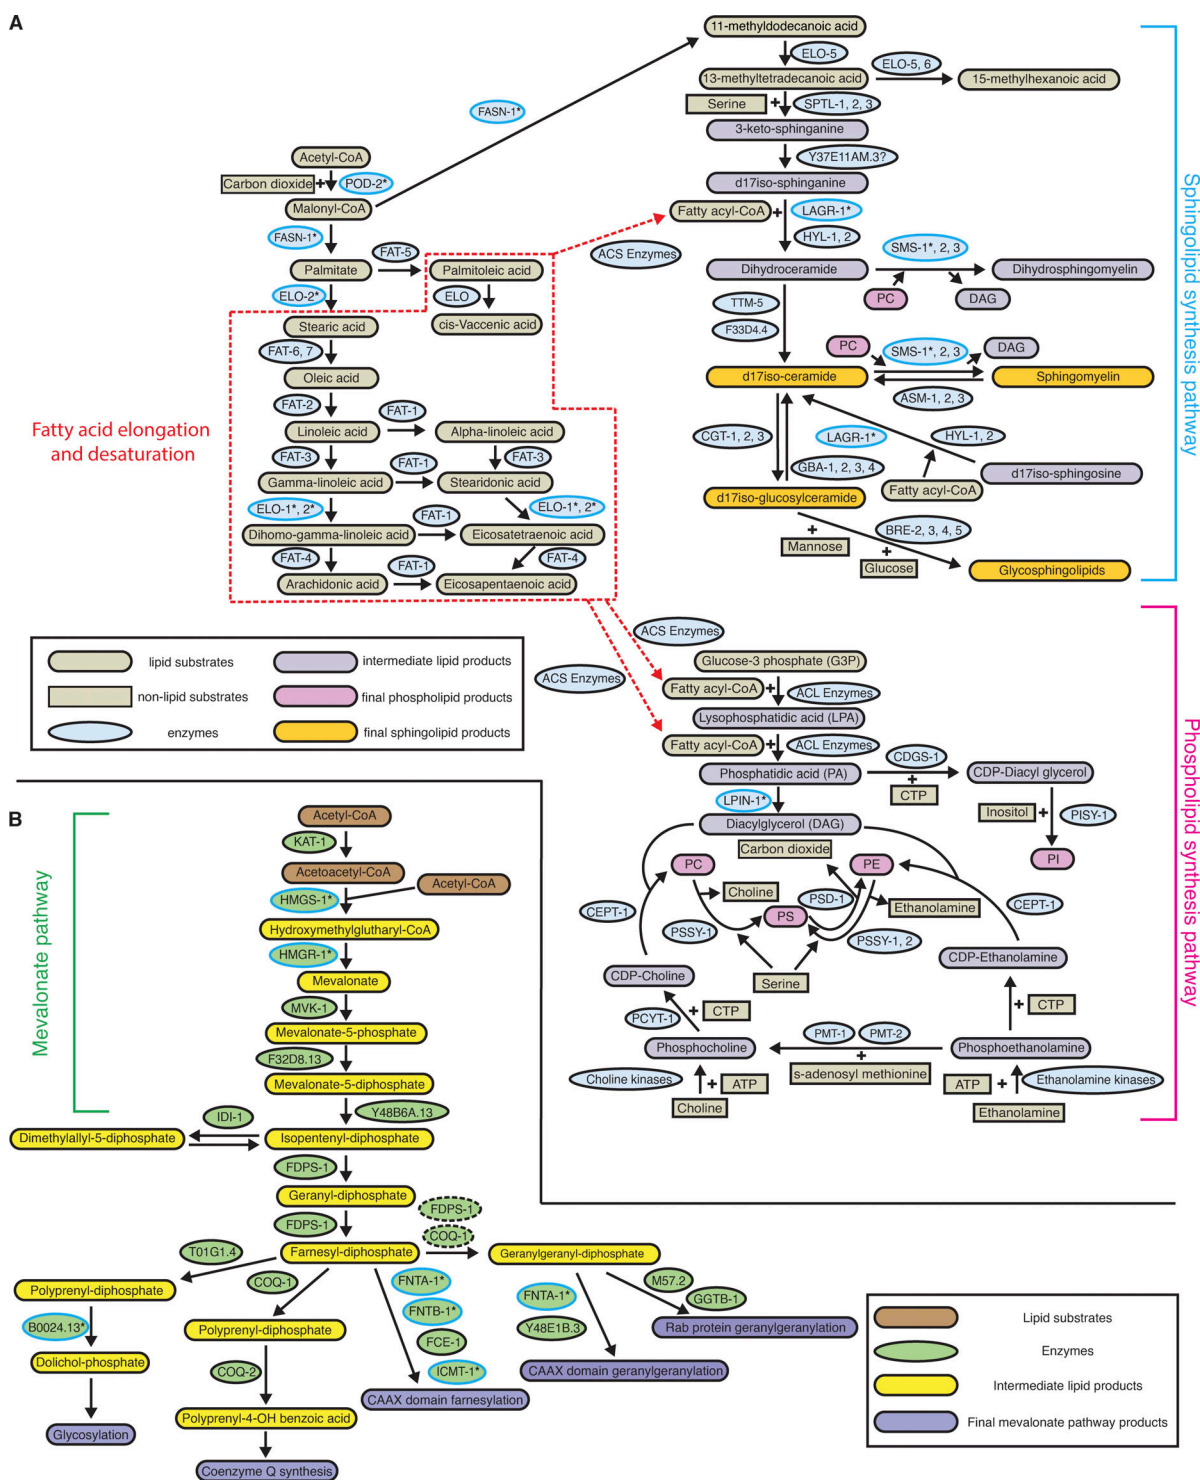 A
11-methyldodecanoic acid
ELO-5
13-methyltetradecanoic acid
ELO-5, 6
15-methylhexanoic acid
Serine
+
SPTL-1, 2, 3
3-keto-sphinganine
Y37E11AM.3?
d17iso-sphinganine
Fatty acyl-CoA
+
LAGR-1*
HYL-1, 2
ACS Enzymes
SMS-1*, 2, 3
Dihydroceramide
Dihydrosphingomyelin
PC
DAG
TTM-5
F33D4.4
PC
SMS-1*, 2, 3
DAG
d17iso-ceramide
Sphingomyelin
ASM-1, 2, 3
CGT-1, 2, 3
LAGR-1*
HYL-1, 2
GBA-1, 2, 3, 4
d17iso-sphingosine
Fatty acyl-CoA
d17iso-glucosylceramide
BRE-2, 3, 4, 5
+
Mannose
+
Glucose
Glycosphingolipids
Sphingolipid synthesis pathway
FASN-1*
Acetyl-CoA
Carbon dioxide
+
POD-2*
Malonyl-CoA
FASN-1*
FAT-5
Palmitate
Palmitoleic acid
ELO-2*
ELO
Stearic acid
cis-Vaccenic acid
FAT-6, 7
Oleic acid
FAT-2
FAT-1
Linoleic acid
Alpha-linoleic acid
Fatty acid elongation
and desaturation
FAT-3
FAT-1
FAT-3
Gamma-linoleic acid
Stearidonic acid
ELO-1*, 2*
FAT-1
ELO-1*, 2*
Dihomo-gamma-linoleic acid
Eicosatetraenoic acid
FAT-4
FAT-1
FAT-4
Arachidonic acid
Eicosapentaenoic acid
lipid substrates
intermediate lipid products
non-lipid substrates
final phospholipid products
enzymes
final sphingolipid products
ACS Enzymes
ACS Enzymes
Glucose-3 phosphate (G3P)
Fatty acyl-CoA
+
ACL Enzymes
Lysophosphatidic acid (LPA)
Fatty acyl-CoA
+
ACL Enzymes
Phosphatidic acid (PA)
CDGS-1
+
CTP
CDP-Diacyl glycerol
LPIN-1*
Inositol
+
PISY-1
PI
Diacylglycerol (DAG)
Carbon dioxide
PC
PE
Choline
PSD-1
Ethanolamine
CEPT-1
PS
CEPT-1
PSSY-1
PSSY-1, 2
CDP-Choline
Serine
CDP-Ethanolamine
PCYT-1
+
CTP
+
CTP
PMT-1
PMT-2
Phosphocholine
+
Phosphoethanolamine
s-adenosyl methionine
Choline kinases
+
ATP
ATP
+
Ethanolamine kinases
Choline
Ethanolamine
Phospholipid synthesis pathway
B
Mevalonate pathway
Acetyl-CoA
KAT-1
Acetoacetyl-CoA
Acetyl-CoA
HMGS-1*
Hydroxymethylglutharyl-CoA
HMGR-1*
Mevalonate
MVK-1
Mevalonate-5-phosphate
F32D8.13
Mevalonate-5-diphosphate
Y48B6A.13
IDI-1
Dimethylallyl-5-diphosphate
Isopentenyl-diphosphate
FDPS-1
Geranyl-diphosphate
FDPS-1
FDPS-1
COQ-1
T01G1.4
Farnesyl-diphosphate
Geranylgeranyl-diphosphate
Polyprenyl-diphosphate
COQ-1
FNTA-1*
FNTA-1*
M57.2
GGTB-1
B0024.13*
Polyprenyl-diphosphate
FNTB-1*
Y48E1B.3
Rab protein geranylgeranylation
FCE-1
Dolichol-phosphate
COQ-2
ICMT-1*
CAAX domain geranylgeranylation
CAAX domain farnesylation
Polyprenyl-4-OH benzoic acid
Glycosylation
Coenzyme Q synthesis
Lipid substrates
Enzymes
Intermediate lipid products
Final mevalonate pathway products